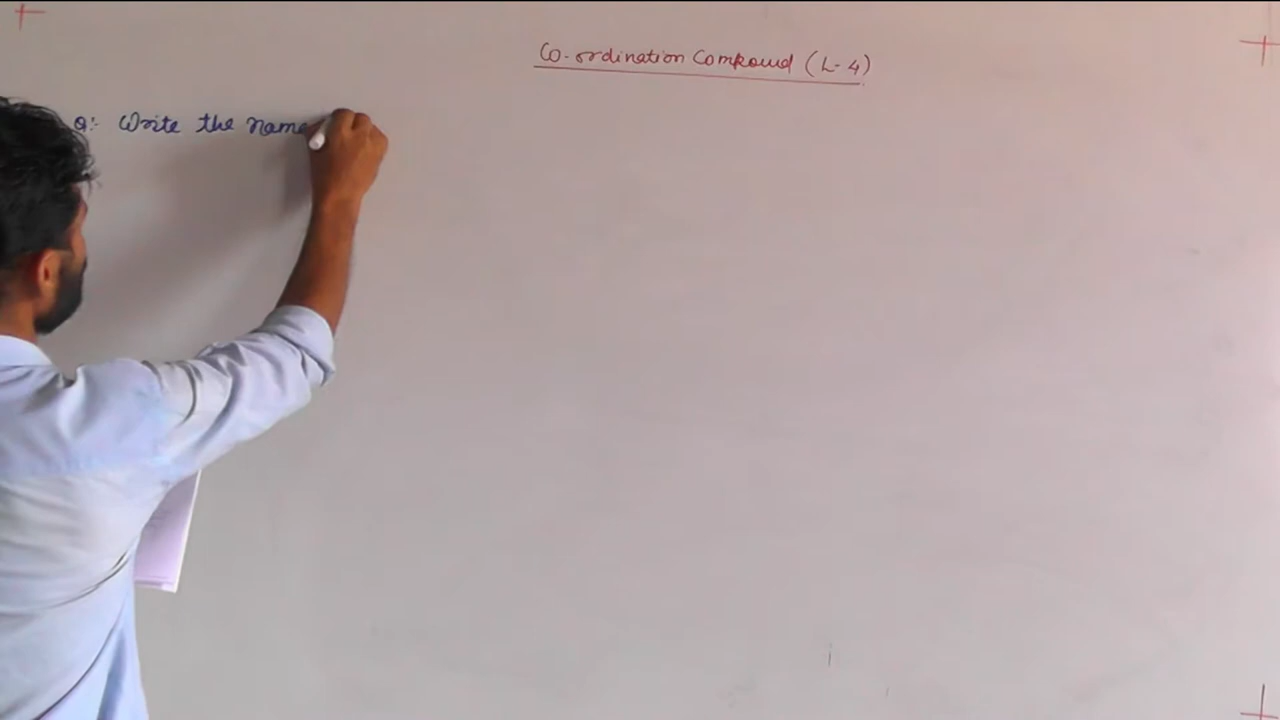 Co-ordination Compound (L-4)
Q:- Write the name